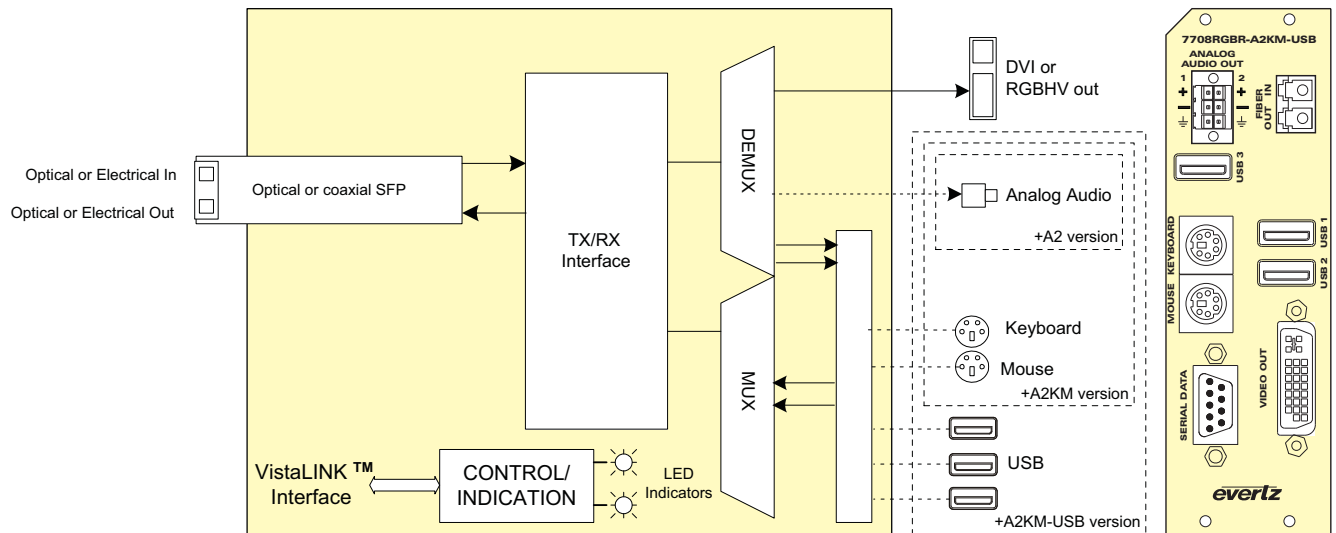 Optical or Electrical In
Optical or Electrical Out
Optical or coaxial SFP
TX/RX
Interface
DEMUX
MUX
VistaLINK ™
Interface
CONTROL/
INDICATION
LED
Indicators
DVI or
RGBHV out
Analog Audio
+A2 version
Keyboard
Mouse
+A2KM version
USB
+A2KM-USB version
7708RGBR-A2KM-USB
ANALOG
AUDIO OUT
1
2
+
+
FIBER
OUT IN
USB 3
KEYBOARD
MOUSE
USB 1
USB 2
SERIAL DATA
VIDEO OUT
evertz